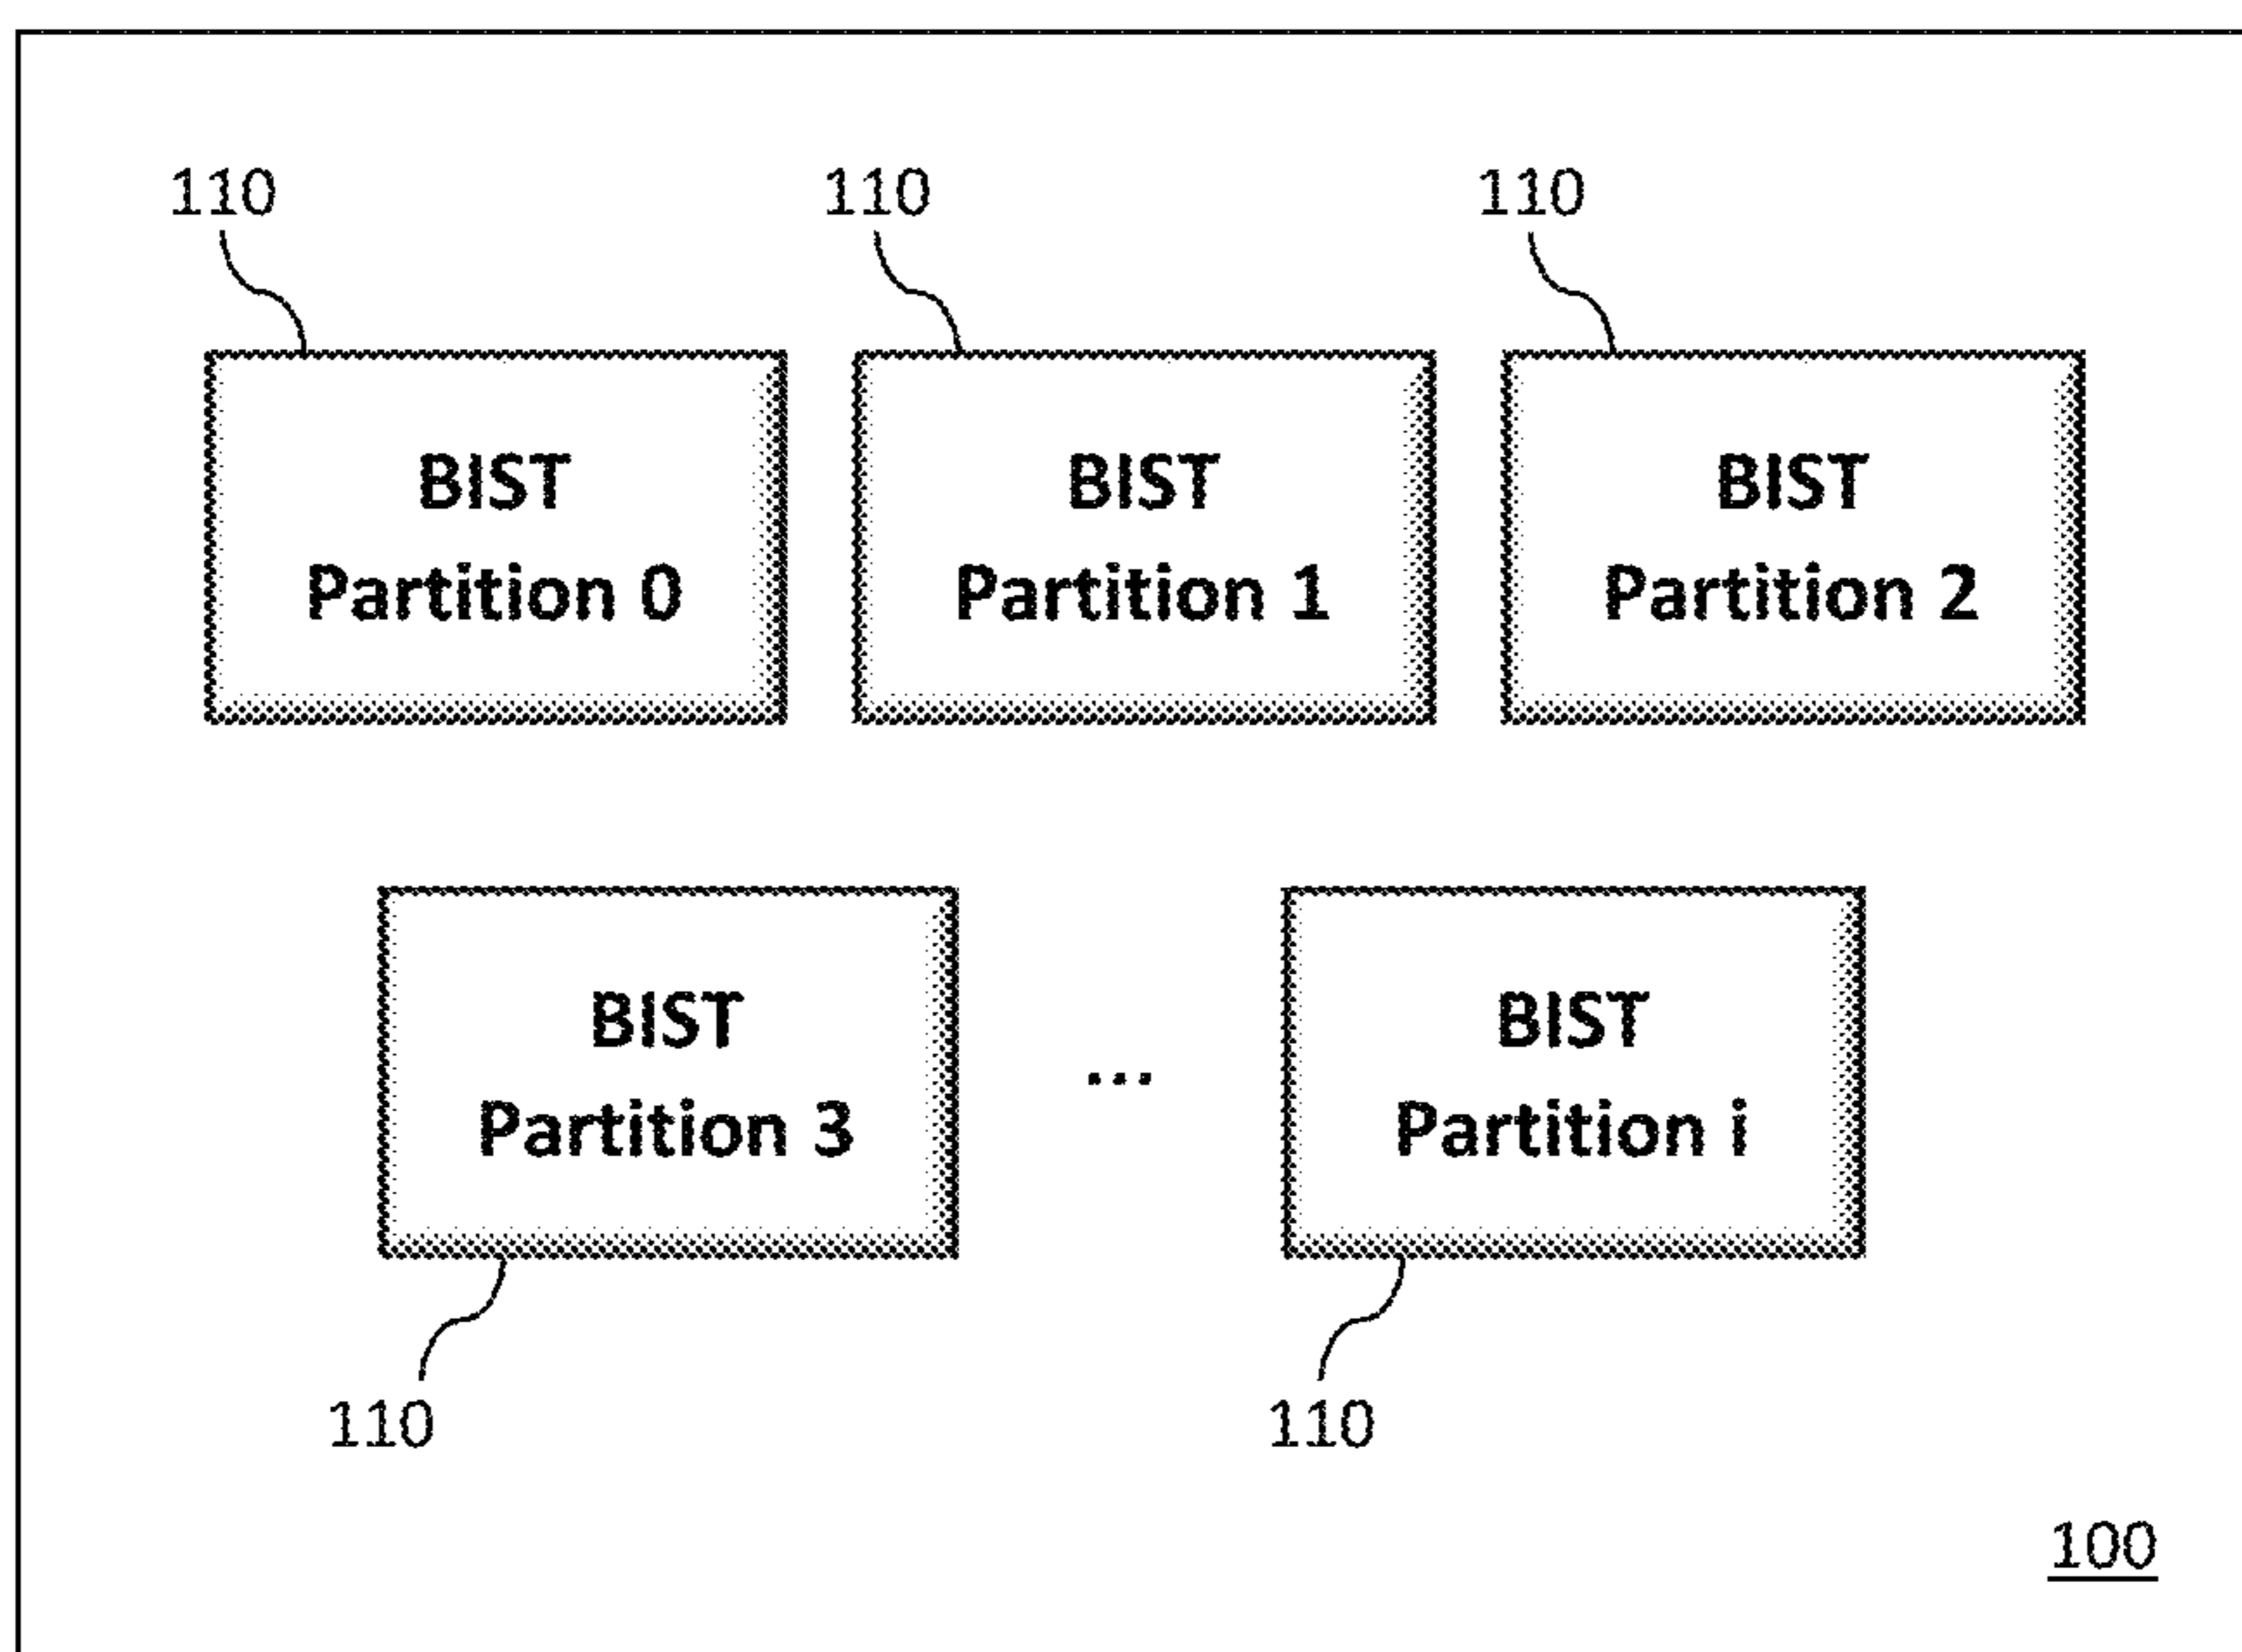 110
110
110
BIST
Partition 0
BIST
Partition 1
BIST
Partition 2
BIST
Partition 3
...
BIST
Partition i
110
110
100